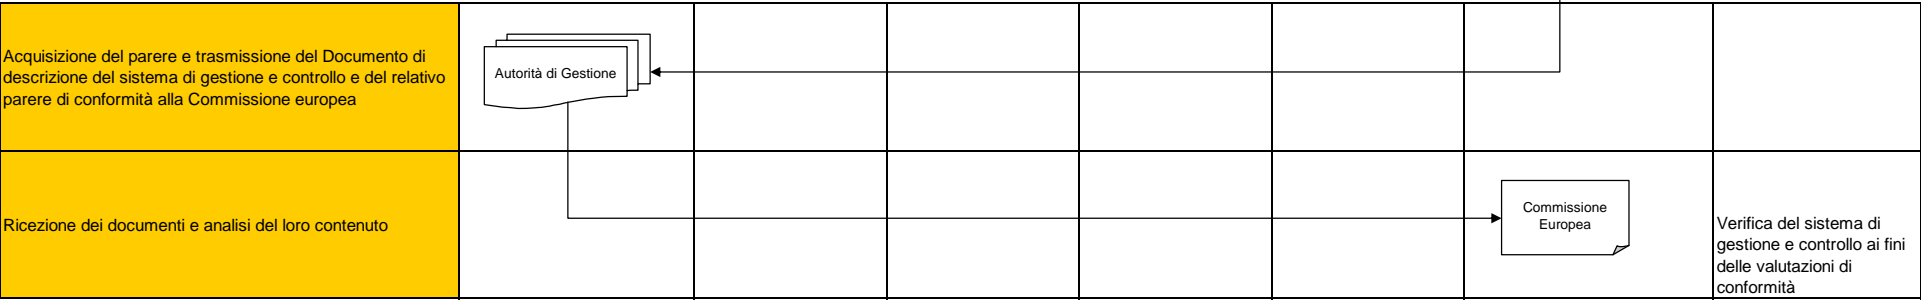 Acquisizione del parere e trasmissione del Documento di
descrizione del sistema di gestione e controllo e del relativo
parere di conformità alla Commissione europea
Autorità di Gestione
Ricezione dei documenti e analisi del loro contenuto
Commissione
Europea
Verifica del sistema di
gestione e controllo ai fini
delle valutazioni di
conformità